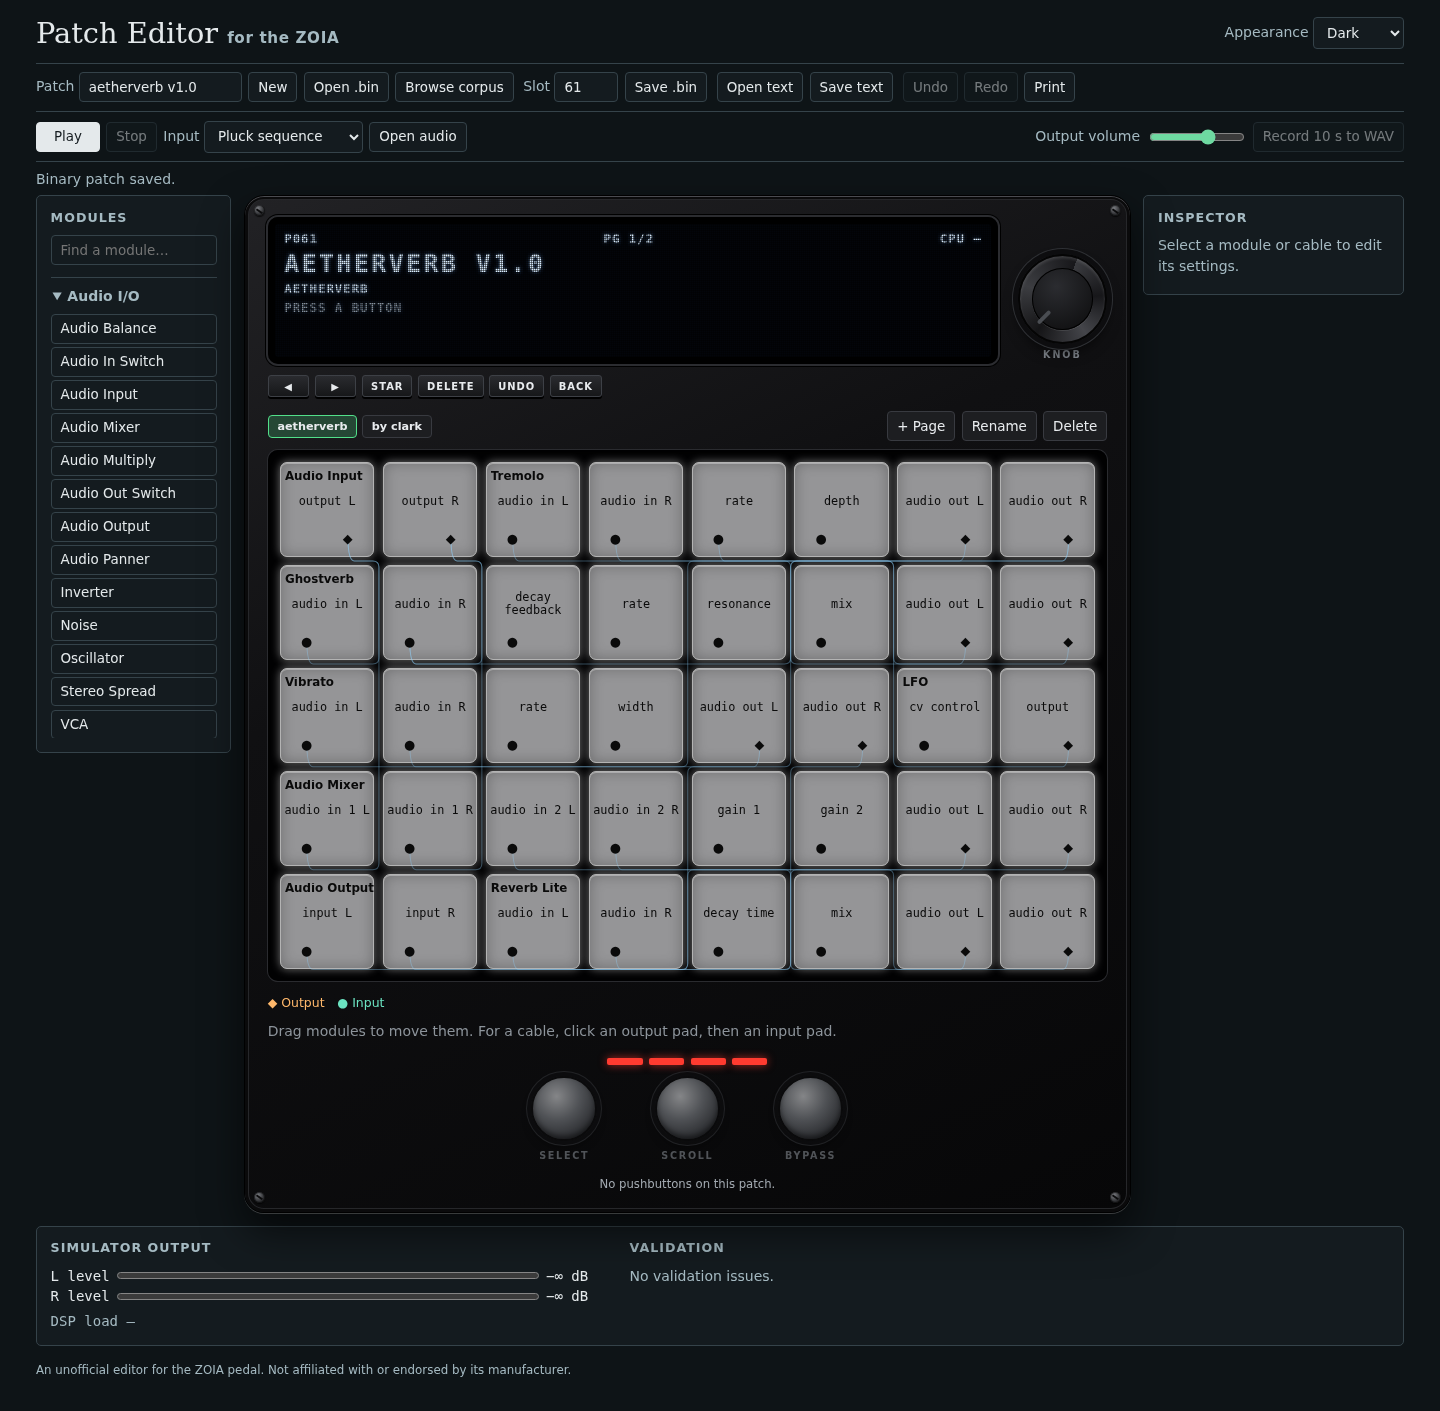 Patch Editor for the ZOIA
Appearance Dark
Patch aetherverb v1.0 New Open .bin Browse corpus Slot 61 Save .bin Open text Save text Undo Redo Print
Play Stop Input Pluck sequence Open audio Output volume Record 10 s to WAV
Binary patch saved.
MODULES
Find a module...
▼ Audio I/O
Audio Balance
Audio In Switch
Audio Input
Audio Mixer
Audio Multiply
Audio Out Switch
Audio Output
Audio Panner
Inverter
Noise
Oscillator
Stereo Spread
VCA
P061 PG 1/2 CPU —
AETHERVERB V1.0
AETHERVERB
PRESS A BUTTON
KNOB
◀ ▶ STAR DELETE UNDO BACK
aetherverb by clark + Page Rename Delete
Audio Input Tremolo
output L output R audio in L audio in R rate depth audio out L audio out R
Ghostverb
audio in L audio in R decay feedback rate resonance mix audio out L audio out R
Vibrato LFO
audio in L audio in R rate width audio out L audio out R cv control output
Audio Mixer
audio in 1 L audio in 1 R audio in 2 L audio in 2 R gain 1 gain 2 audio out L audio out R
Audio Output Reverb Lite
input L input R audio in L audio in R decay time mix audio out L audio out R
◆ Output ● Input
Drag modules to move them. For a cable, click an output pad, then an input pad.
SELECT SCROLL BYPASS
No pushbuttons on this patch.
INSPECTOR
Select a module or cable to edit
its settings.
SIMULATOR OUTPUT
L level −∞ dB
R level −∞ dB
DSP load —
VALIDATION
No validation issues.
An unofficial editor for the ZOIA pedal. Not affiliated with or endorsed by its manufacturer.